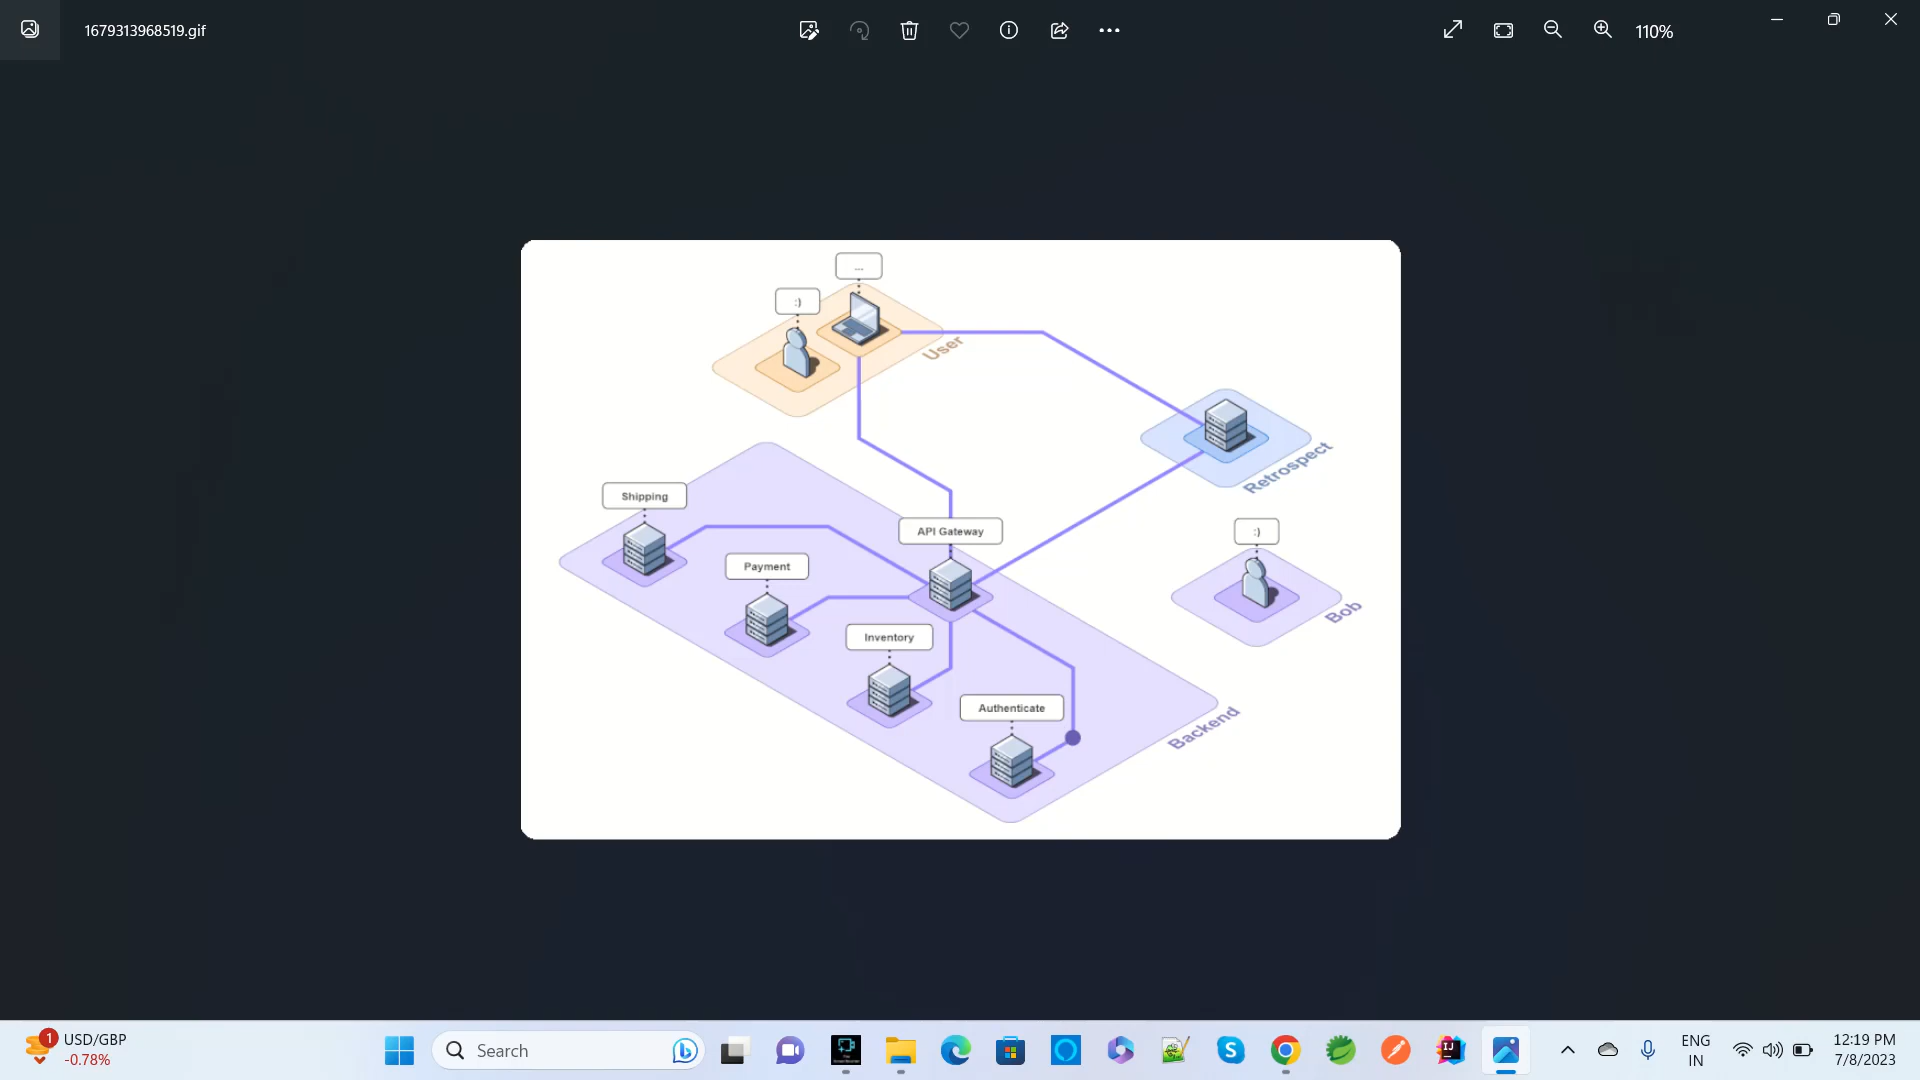 1679313968519.gif
110%
...
:)
User
Retrospect
Shipping
API Gateway
:)
Payment
Bob
Inventory
Authenticate
Backend
1
USD/GBP
-0.78%
Search
ENG
IN
12:19 PM
7/8/2023